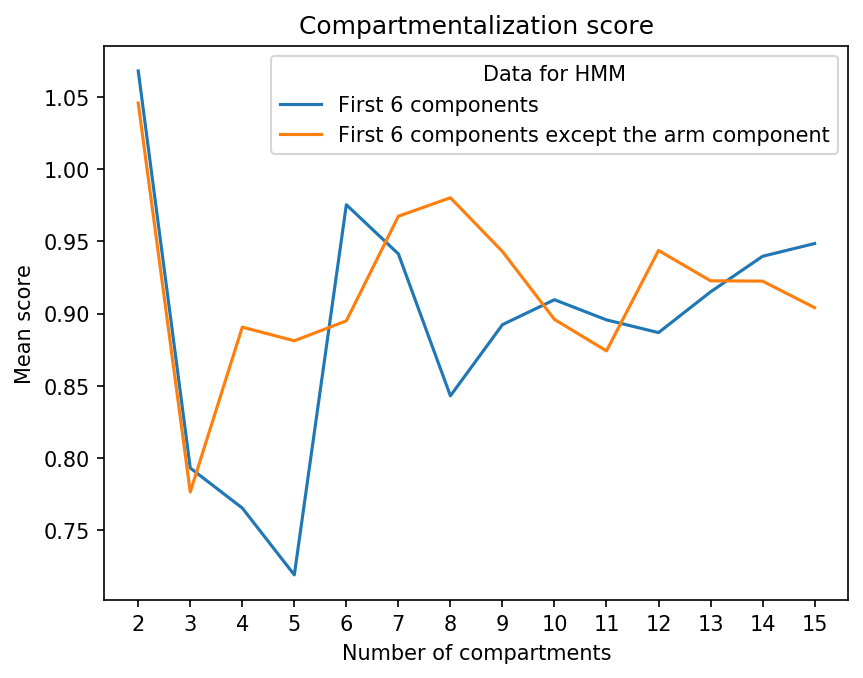 Compartmentalization score
Data for HMM
First 6 components
First 6 components except the arm component
Mean score
1.05
1.00
0.95
0.90
0.85
0.80
0.75
2 3 4 5 6 7 8 9 10 11 12 13 14 15
Number of compartments